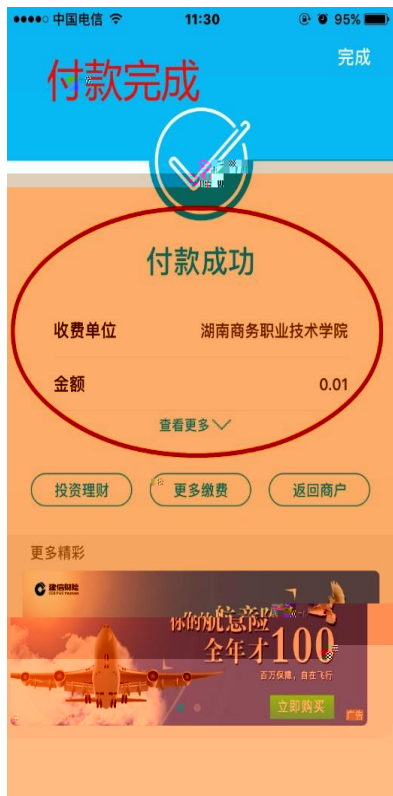 中国电信 11:30 95%
完成
付款完成
付款成功
收费单位 湖南商务职业技术学院
金额 0.01
查看更多
投资理财 更多缴费 返回商户
更多精彩
建信财险
你的航意险
全年才100
百万保障，自在飞行
立即购买
广告